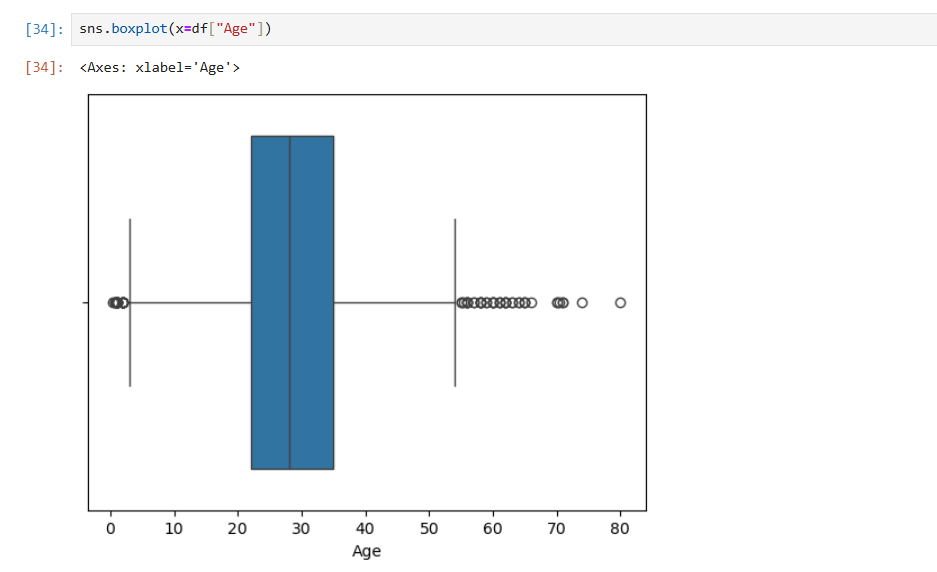 [34]: sns.boxplot(x=df["Age"])
[34]: <Axes: xlabel='Age'>
0 10 20 30 40 50 60 70 80
Age